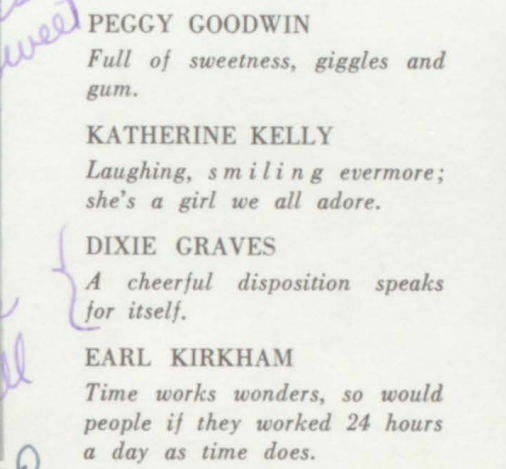 sweet
PEGGY GOODWIN
Full of sweetness, giggles and
gum.
KATHERINE KELLY
Laughing, smiling evermore;
she's a girl we all adore.
DIXIE GRAVES
A cheerful disposition speaks
for itself.
EARL KIRKHAM
Time works wonders, so would
people if they worked 24 hours
a day as time does.